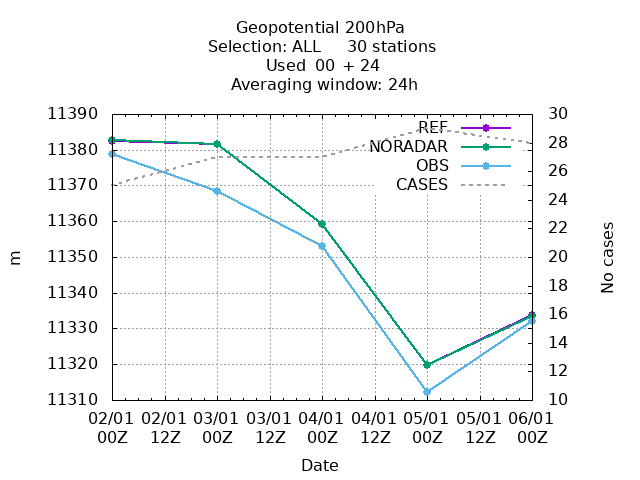 Geopotential 200hPa
Selection: ALL 30 stations
Used 00 + 24
Averaging window: 24h
11390
11380
11370
11360
11350
11340
11330
11320
11310
m
30
28
26
24
22
20
18
16
14
12
10
No cases
REF
NORADAR
OBS
CASES
02/01 02/01 03/01 03/01 04/01 04/01 05/01 05/01 06/01
00Z 12Z 00Z 12Z 00Z 12Z 00Z 12Z 00Z
Date